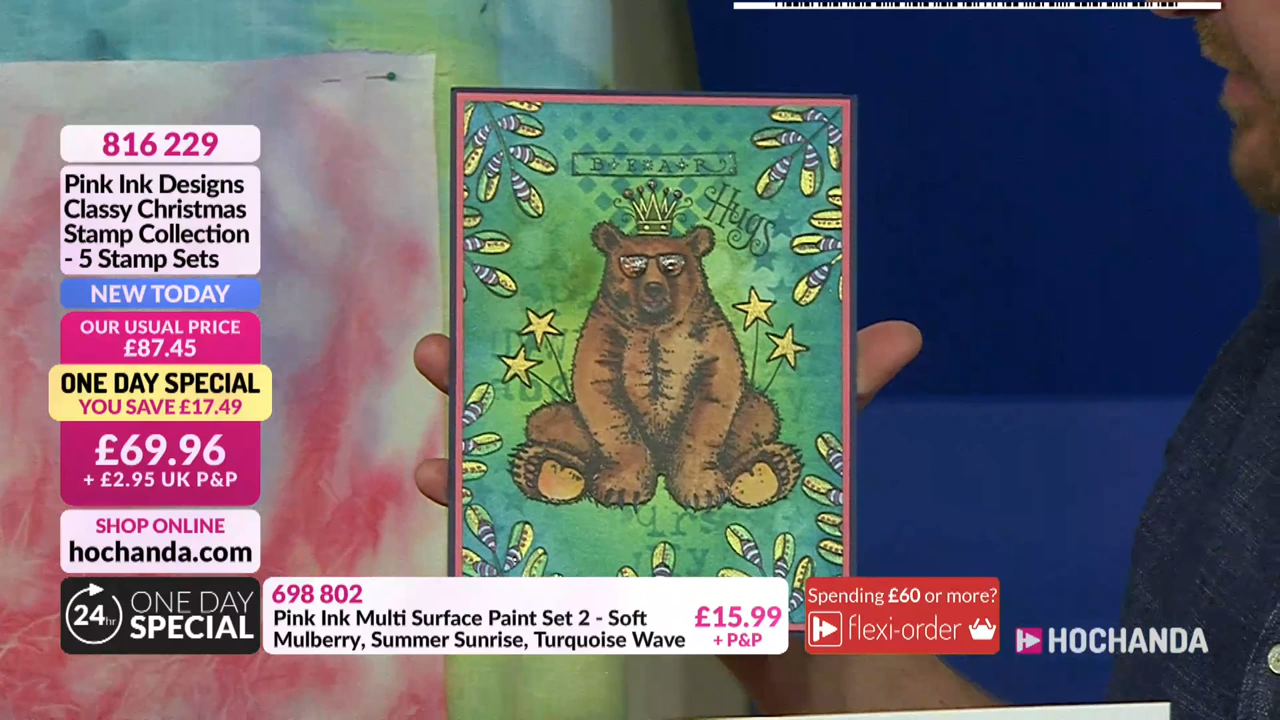 816 229
Pink Ink Designs
Classy Christmas
Stamp Collection
- 5 Stamp Sets
NEW TODAY
OUR USUAL PRICE
£87.45
ONE DAY SPECIAL
YOU SAVE £17.49
£69.96
+ £2.95 UK P&P
SHOP ONLINE
hochanda.com
24hr
ONE DAY
SPECIAL
B·E·A·R
Hugs
698 802
Pink Ink Multi Surface Paint Set 2 - Soft
Mulberry, Summer Sunrise, Turquoise Wave
£15.99
+ P&P
Spending £60 or more?
flexi-order
HOCHANDA